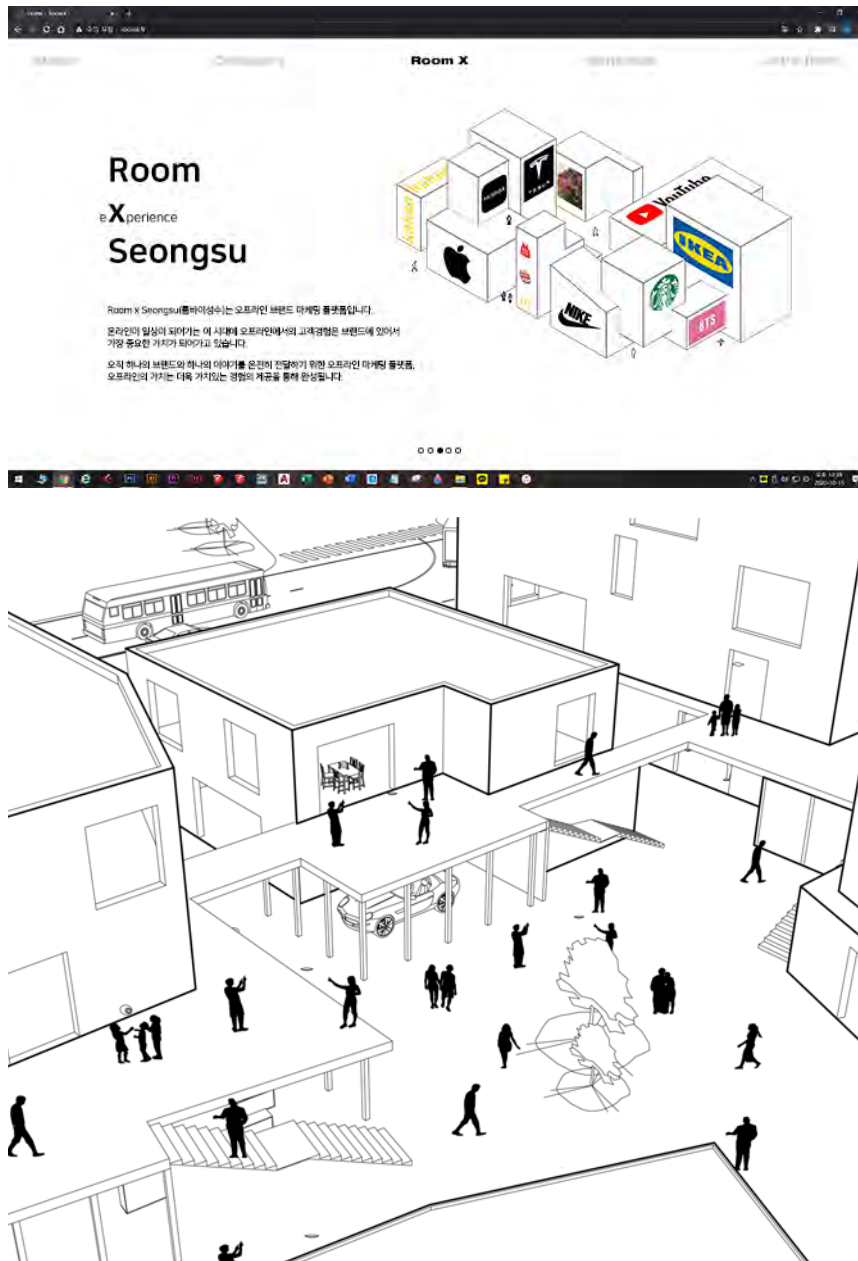 Room X
Room
eXperience
Seongsu
Room x Seongsu(룸바이성수)는 오프라인 브랜드 마케팅 플랫폼입니다.
온라인이 일상이 되어가는 이 시대에 오프라인에서의 고객경험은 브랜드에 있어서
가장 중요한 가치가 되어가고 있습니다.
오직 하나의 브랜드와 하나의 이야기를 온전히 전달하기 위한 오프라인 마케팅 플랫폼,
오프라인의 가치는 더욱 가치있는 경험의 제공을 통해 완성됩니다.
TESLA
YouTube
IKEA
NIKE
BTS
2020-10-15